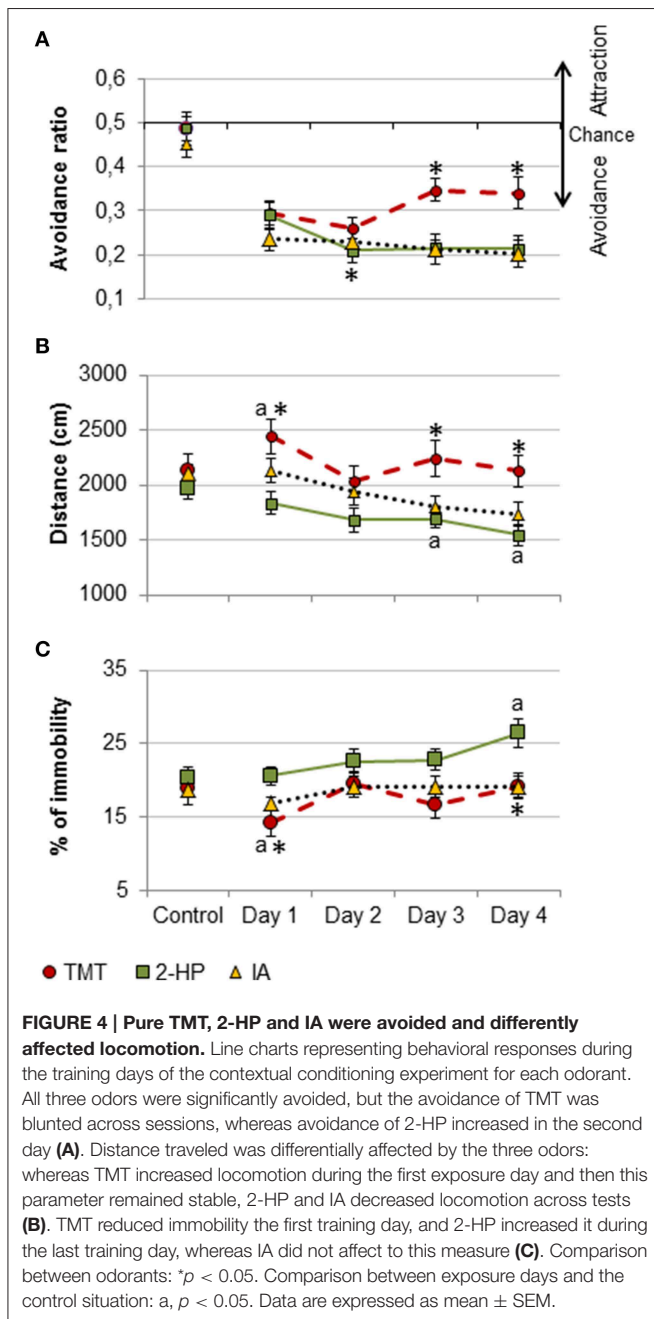 A
0,6
0,5
0,4
0,3
0,2
0,1
Avoidance ratio
*
*
*
Attraction
Chance
Avoidance
B
3000
2500
2000
1500
1000
Distance (cm)
a *
*
*
a
a
C
35
25
15
5
% of immobility
a
a *
*
Control Day 1 Day 2 Day 3 Day 4
TMT 2-HP IA
FIGURE 4 | Pure TMT, 2-HP and IA were avoided and differently
affected locomotion. Line charts representing behavioral responses during
the training days of the contextual conditioning experiment for each odorant.
All three odors were significantly avoided, but the avoidance of TMT was
blunted across sessions, whereas avoidance of 2-HP increased in the second
day (A). Distance traveled was differentially affected by the three odors:
whereas TMT increased locomotion during the first exposure day and then this
parameter remained stable, 2-HP and IA decreased locomotion across tests
(B). TMT reduced immobility the first training day, and 2-HP increased it during
the last training day, whereas IA did not affect to this measure (C). Comparison
between odorants: *p < 0.05. Comparison between exposure days and the
control situation: a, p < 0.05. Data are expressed as mean ± SEM.